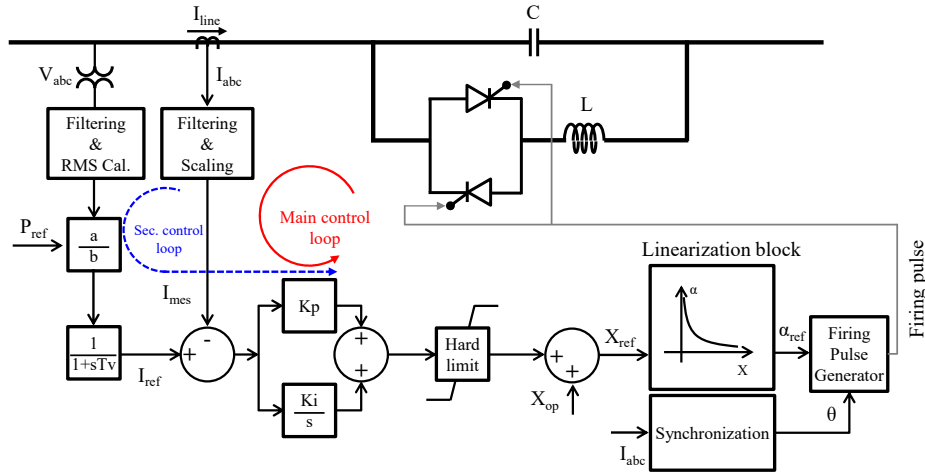 I_line
C
V_abc
I_abc
L
Filtering
&
RMS Cal.
Filtering
&
Scaling
P_ref
a
b
Sec. control
loop
Main control
loop
I_mes
Linearization block
α
X
Firing pulse
1
1+sTv
I_ref
+
-
Kp
Ki
s
+
+
Hard
limit
+
+
X_op
X_ref
α_ref
Firing
Pulse
Generator
Synchronization
θ
I_abc